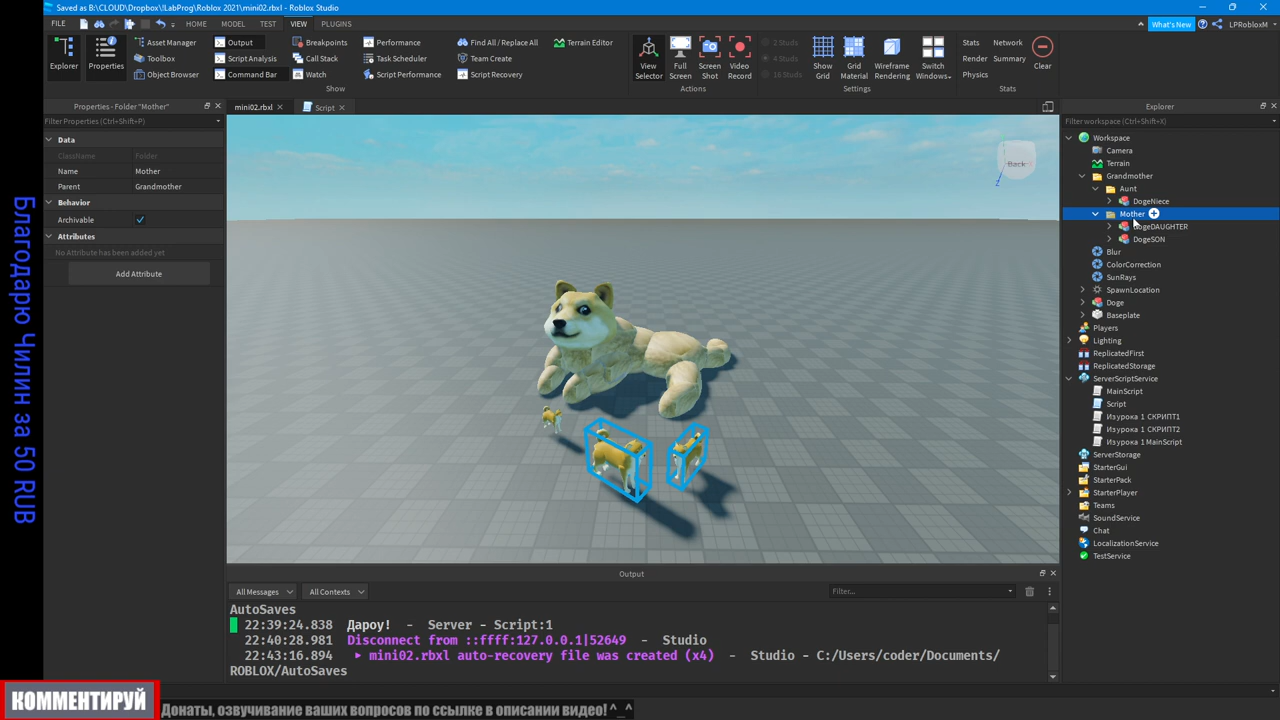 Saved as B:\CLOUD\Dropbox\!LabProg\Roblox 2021\mini02.rbxl - Roblox Studio
FILE HOME MODEL TEST VIEW PLUGINS What's New LPRobloxM
Explorer
Properties
Asset Manager
Toolbox
Object Browser
Output
Script Analysis
Command Bar
Breakpoints
Call Stack
Watch
Performance
Task Scheduler
Script Performance
Find All / Replace All
Team Create
Script Recovery
Terrain Editor
Show
View Selector
Full Screen
Screen Shot
Video Record
Actions
2 Studs
4 Studs
16 Studs
Show Grid
Grid Material
Wireframe Rendering
Switch Windows
Settings
Stats Network
Render Summary
Physics
Clear
Stats
Properties - Folder "Mother"
Filter Properties (Ctrl+Shift+P)
Data
ClassName Folder
Name Mother
Parent Grandmother
Behavior
Archivable
Attributes
No Attribute has been added yet
Add Attribute
mini02.rbxl
Script
Back
Z
Explorer
Filter workspace (Ctrl+Shift+X)
Workspace
Camera
Terrain
Grandmother
Aunt
DogeNiece
Mother
DogeDAUGHTER
DogeSON
Blur
ColorCorrection
SunRays
SpawnLocation
Doge
Baseplate
Players
Lighting
ReplicatedFirst
ReplicatedStorage
ServerScriptService
MainScript
Script
Из урока 1 СКРИПТ1
Из урока 1 СКРИПТ2
Из урока 1 MainScript
ServerStorage
StarterGui
StarterPack
StarterPlayer
Teams
SoundService
Chat
LocalizationService
TestService
Output
All Messages All Contexts Filter...
AutoSaves
22:39:24.838 Дароу! - Server - Script:1
22:40:28.981 Disconnect from ::ffff:127.0.0.1|52649 - Studio
22:43:16.894 mini02.rbxl auto-recovery file was created (x4) - Studio - C:/Users/coder/Documents/
ROBLOX/AutoSaves
Благодарю Чилин за 50 RUB
КОММЕНТИРУЙ
Донаты, озвучивание ваших вопросов по ссылке в описании видео! ^_^